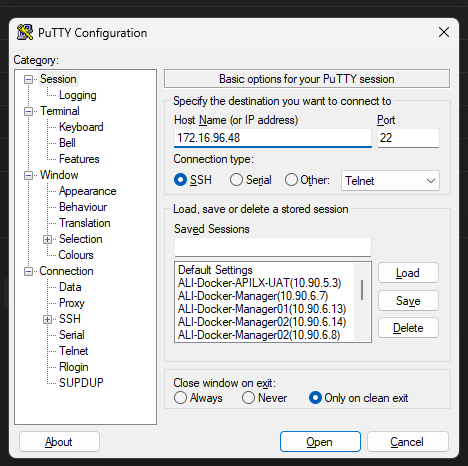 PuTTY Configuration
Category:
Session
Logging
Terminal
Keyboard
Bell
Features
Window
Appearance
Behaviour
Translation
Selection
Colours
Connection
Data
Proxy
SSH
Serial
Telnet
Rlogin
SUPDUP
Basic options for your PuTTY session
Specify the destination you want to connect to
Host Name (or IP address) Port
172.16.96.48 22
Connection type:
SSH Serial Other: Telnet
Load, save or delete a stored session
Saved Sessions
Default Settings
ALI-Docker-APILX-UAT(10.90.5.3)
ALI-Docker-Manager(10.90.6.7)
ALI-Docker-Manager01(10.90.6.13)
ALI-Docker-Manager02(10.90.6.14)
ALI-Docker-Manager02(10.90.6.8)
Load
Save
Delete
Close window on exit:
Always Never Only on clean exit
About Open Cancel